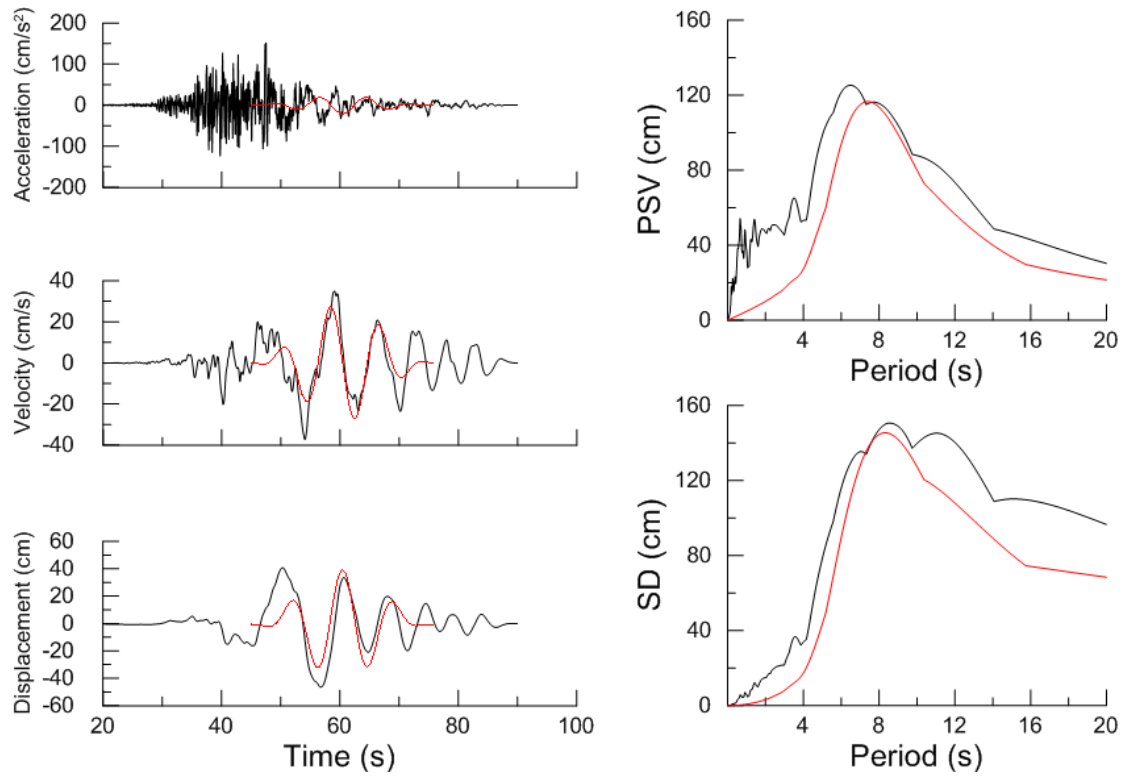 Acceleration (cm/s²)
200
100
0
-100
-200
Velocity (cm/s)
40
20
0
-20
-40
Displacement (cm)
60
40
20
0
-20
-40
-60
20 40 60 80 100
Time (s)
PSV (cm)
160
120
80
40
0
4 8 12 16 20
Period (s)
SD (cm)
160
120
80
40
0
4 8 12 16 20
Period (s)